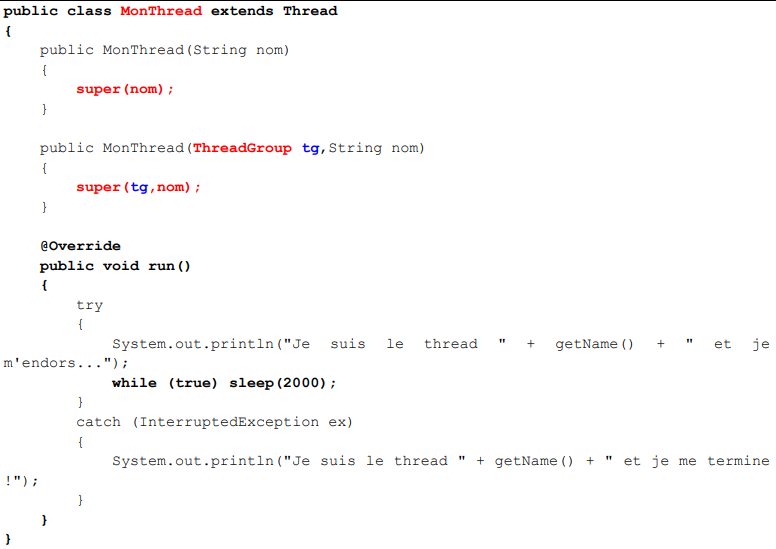 public class MonThread extends Thread
{
    public MonThread(String nom)
    {
        super(nom);
    }

    public MonThread(ThreadGroup tg,String nom)
    {
        super(tg,nom);
    }

    @Override
    public void run()
    {
        try
        {
            System.out.println("Je suis le thread " + getName() + " et je
m'endors...");
            while (true) sleep(2000);
        }
        catch (InterruptedException ex)
        {
            System.out.println("Je suis le thread " + getName() + " et je me termine
!");
        }
    }
}